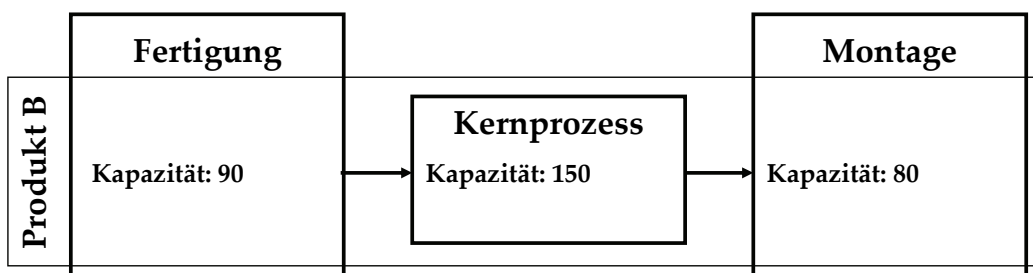 Fertigung
Montage
Produkt B
Kernprozess
Kapazität: 90
Kapazität: 150
Kapazität: 80